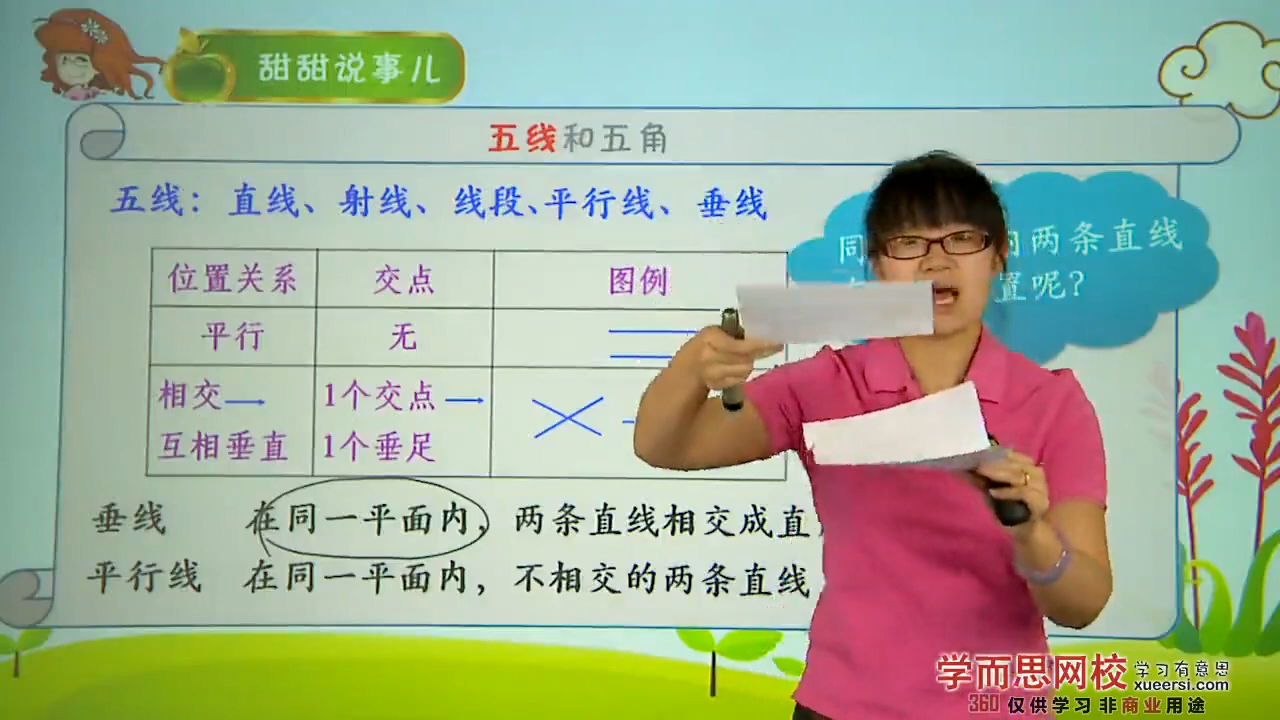 甜甜说事儿
五线和五角
五线：直线、射线、线段、平行线、垂线
同 两条直线
置呢？
位置关系 交点 图例
平行 无
相交 1个交点
互相垂直 1个垂足
垂线 在同一平面内，两条直线相交成直
平行线 在同一平面内，不相交的两条直线
学而思网校 学习有意思
xueersi.com
360 仅供学习 非商业用途